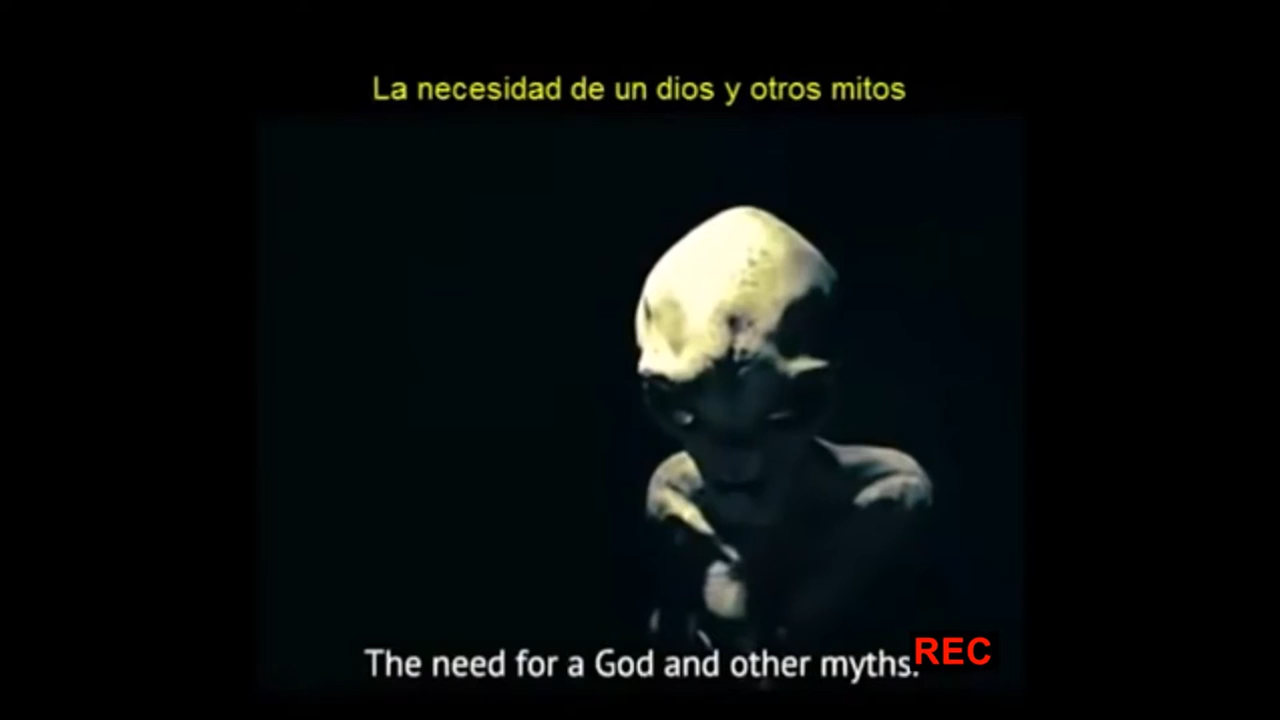 La necesidad de un dios y otros mitos
The need for a God and other myths.
REC